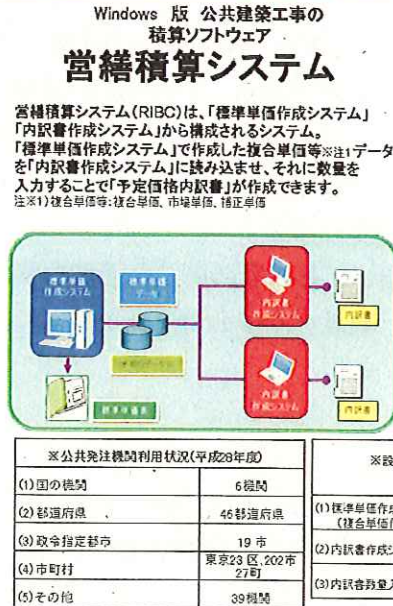 Windows 版 公共建築工事の
積算ソフトウェア
営繕積算システム
営繕積算システム(RIBC)は、「標準単価作成システム」
「内訳書作成システム」から構成されるシステム。
「標準単価作成システム」で作成した複合単価等※注1データ
を「内訳書作成システム」に読み込ませ、それに数量を
入力することで「予定価格内訳書」が作成できます。
注※1)複合単価等:複合単価、市場単価、補正単価
標準単価
作成システム
標準単価
データ
標準単価書
内訳書
作成システム
内訳書
内訳書
作成システム
内訳書
※公共発注機関利用状況(平成28年度)
(1)国の機関 6機関
(2)都道府県 46都道府県
(3)政令指定都市 19 市
(4)市町村 東京23区,202市
27町
(5)その他 39機関
※設
(1)標準単価作成
(複合単価
(2)内訳書作成シ
(3)内訳書数量入